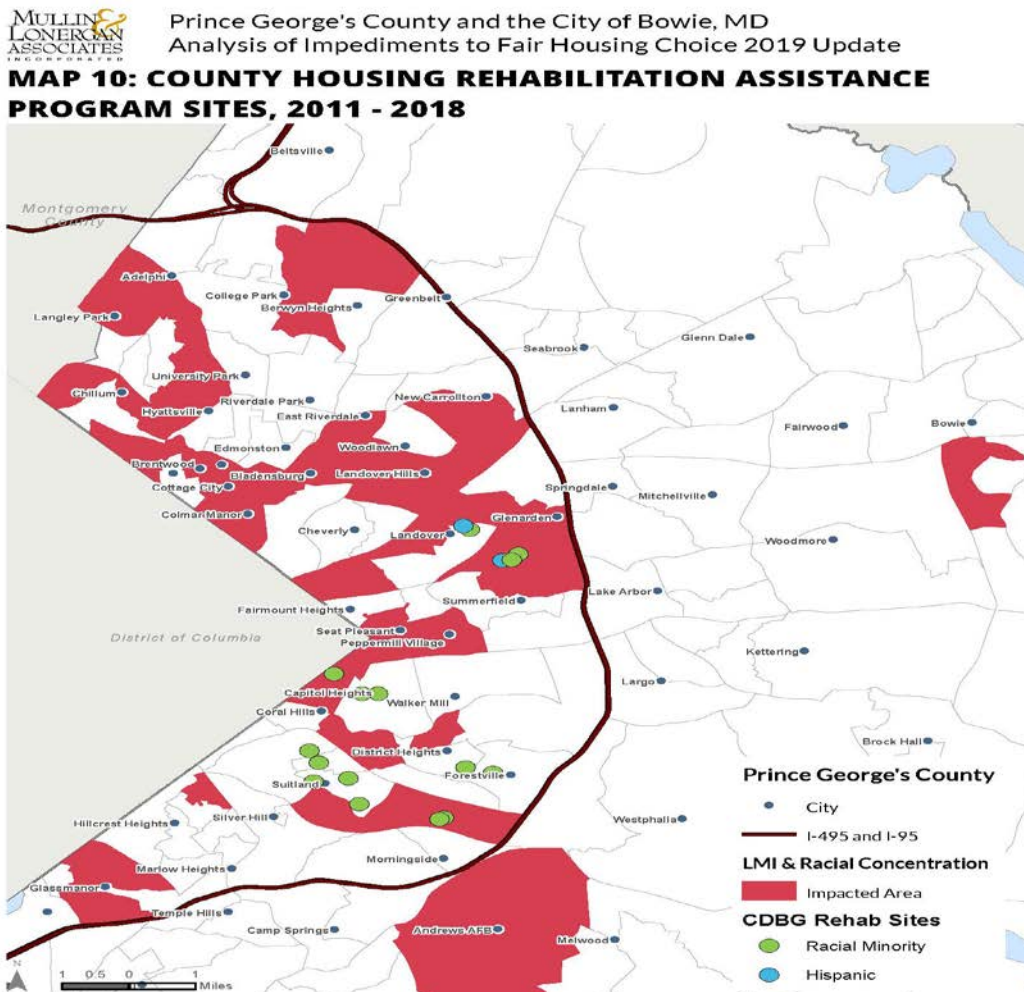 MULLIN &
LONERGAN
ASSOCIATES
INCORPORATED
Prince George's County and the City of Bowie, MD
Analysis of Impediments to Fair Housing Choice 2019 Update
MAP 10: COUNTY HOUSING REHABILITATION ASSISTANCE
PROGRAM SITES, 2011 - 2018
Beltsville
Montgomery
County
Adelphi
College Park
Berwyn Heights
Greenbelt
Langley Park
Glenn Dale
Seabrook
University Park
Chillum
New Carrollton
Riverdale Park
Hyattsville
East Riverdale
Lanham
Fairwood
Bowie
Edmonston
Woodlawn
Brentwood
Bladensburg
Landover Hills
Cottage City
Springdale
Mitchellville
Colmar Manor
Glenarden
Cheverly
Landover
Woodmore
Lake Arbor
Summerfield
Fairmount Heights
District of Columbia
Seat Pleasant
Peppermill Village
Kettering
Largo
Capitol Heights
Walker Mill
Coral Hills
Brock Hall
District Heights
Forestville
Suitland
Hillcrest Heights
Silver Hill
Westphalia
Morningside
Marlow Heights
Glassmanor
Temple Hills
Camp Springs
Andrews AFB
Melwood
Prince George's County
City
I-495 and I-95
LMI & Racial Concentration
Impacted Area
CDBG Rehab Sites
Racial Minority
Hispanic
N
1 0.5 0 1
Miles